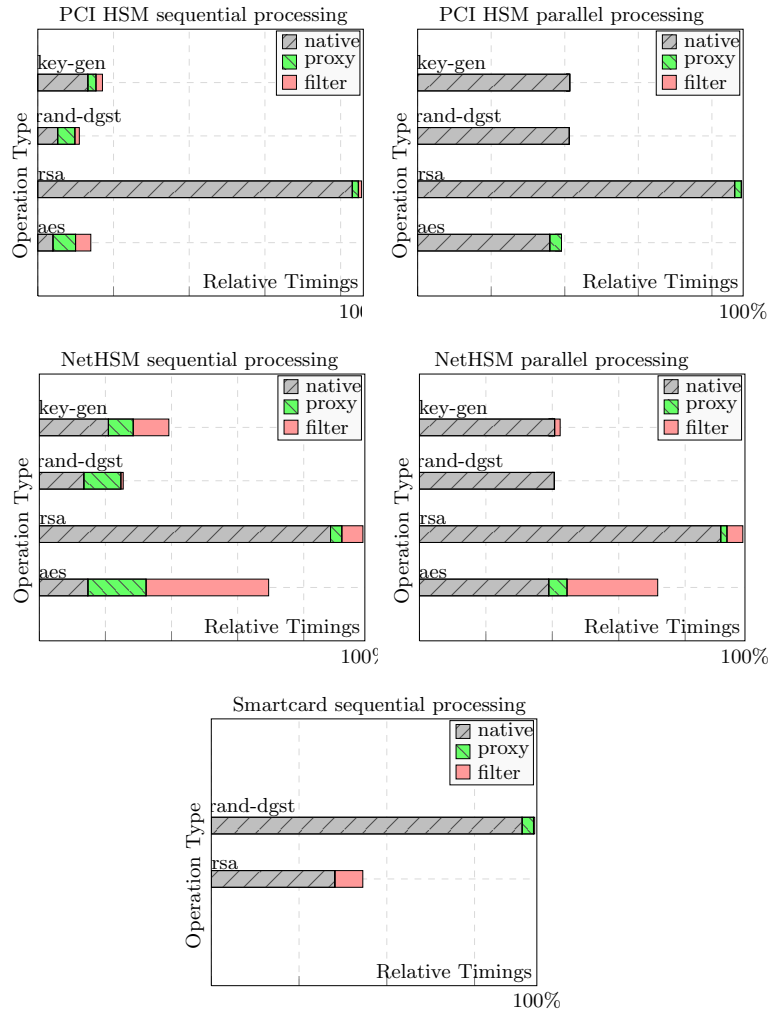 PCI HSM sequential processing
native
proxy
filter
key-gen
rand-dgst
rsa
aes
Operation Type
Relative Timings
10
PCI HSM parallel processing
native
proxy
filter
key-gen
rand-dgst
rsa
aes
Operation Type
Relative Timings
100%
NetHSM sequential processing
native
proxy
filter
key-gen
rand-dgst
rsa
aes
Operation Type
Relative Timings
100%
NetHSM parallel processing
native
proxy
filter
key-gen
rand-dgst
rsa
aes
Operation Type
Relative Timings
100%
Smartcard sequential processing
native
proxy
filter
rand-dgst
rsa
Operation Type
Relative Timings
100%